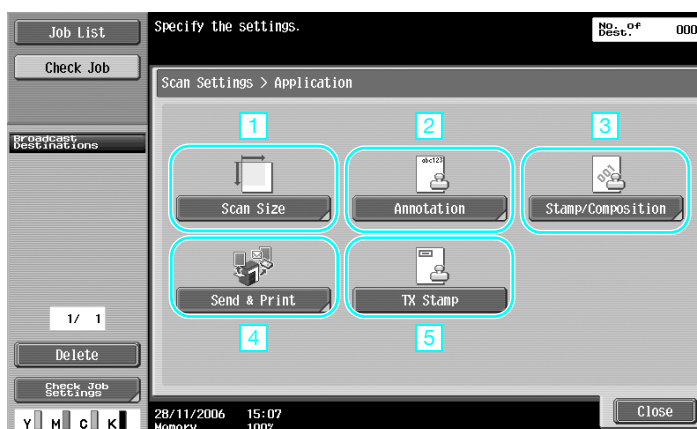 Job List
Check Job
Broadcast
Destinations
1/ 1
Delete
Check Job
Settings
Y M C K
Specify the settings.
No. of
Dest.
000
Scan Settings > Application
1
2
3
abc123
001
Scan Size
Annotation
Stamp/Composition
Send & Print
TX Stamp
4
5
28/11/2006 15:07
Memory 100%
Close